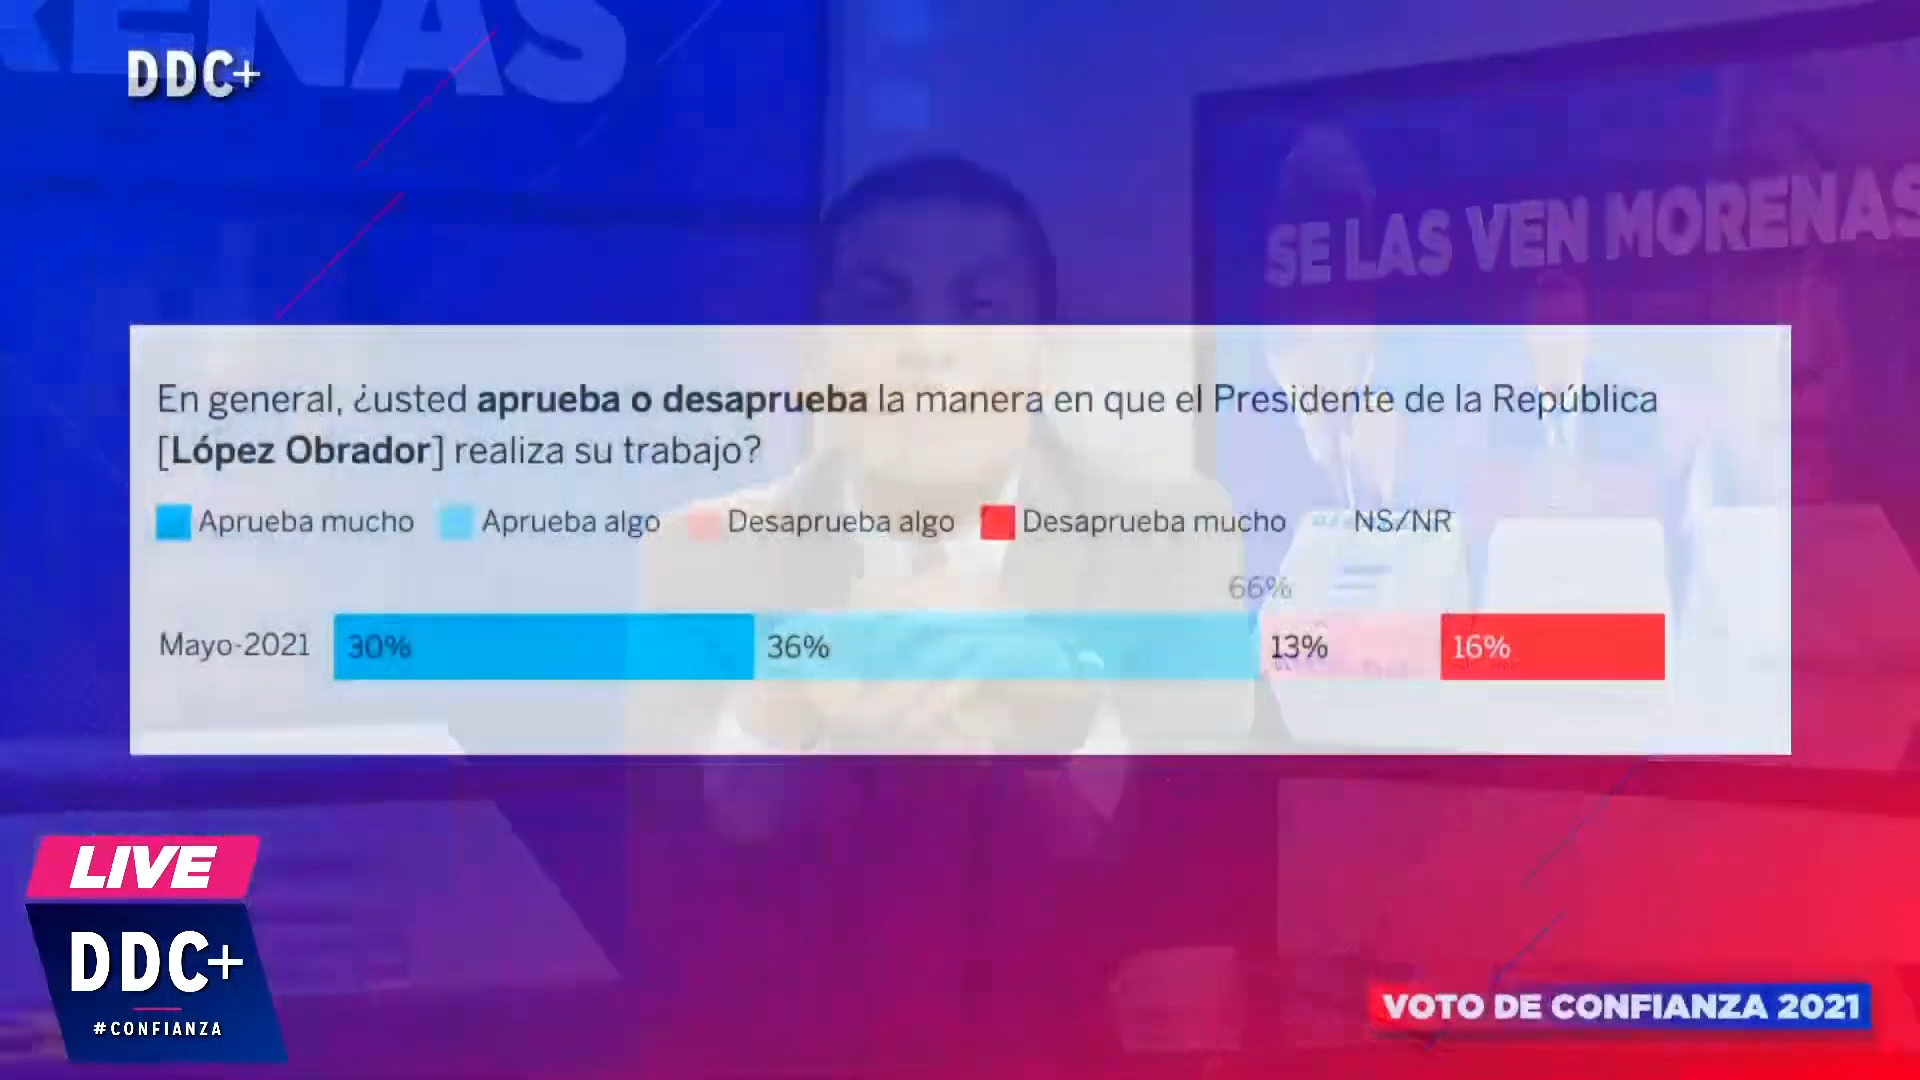 RENAS
DDC+
SE LAS VEN MORENAS
En general, ¿usted aprueba o desaprueba la manera en que el Presidente de la República
[López Obrador] realiza su trabajo?
Aprueba mucho Aprueba algo Desaprueba algo Desaprueba mucho NS/NR
66%
Mayo-2021 30% 36% 13% 16%
LIVE
DDC+
#CONFIANZA
VOTO DE CONFIANZA 2021